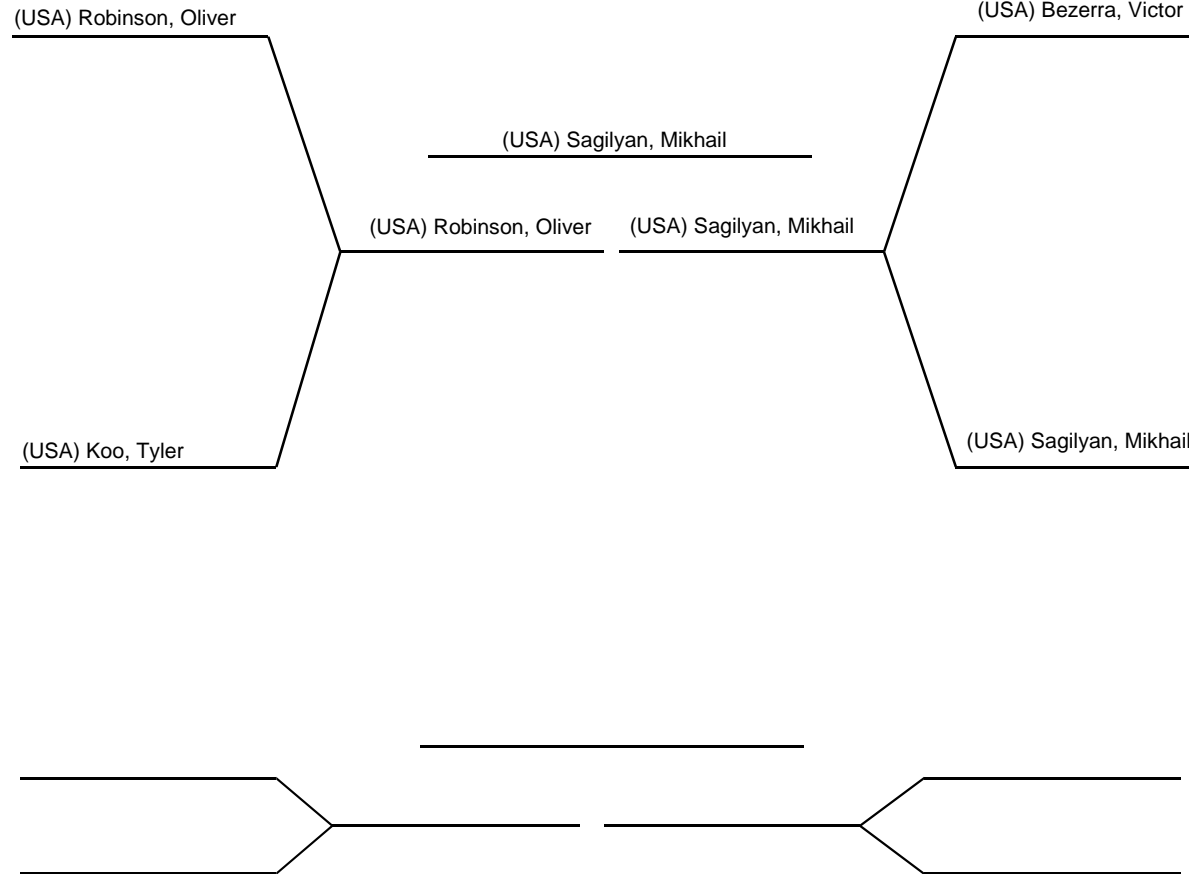 (USA) Robinson, Oliver
(USA) Bezerra, Victor
(USA) Sagilyan, Mikhail
(USA) Robinson, Oliver
(USA) Sagilyan, Mikhail
(USA) Koo, Tyler
(USA) Sagilyan, Mikhail